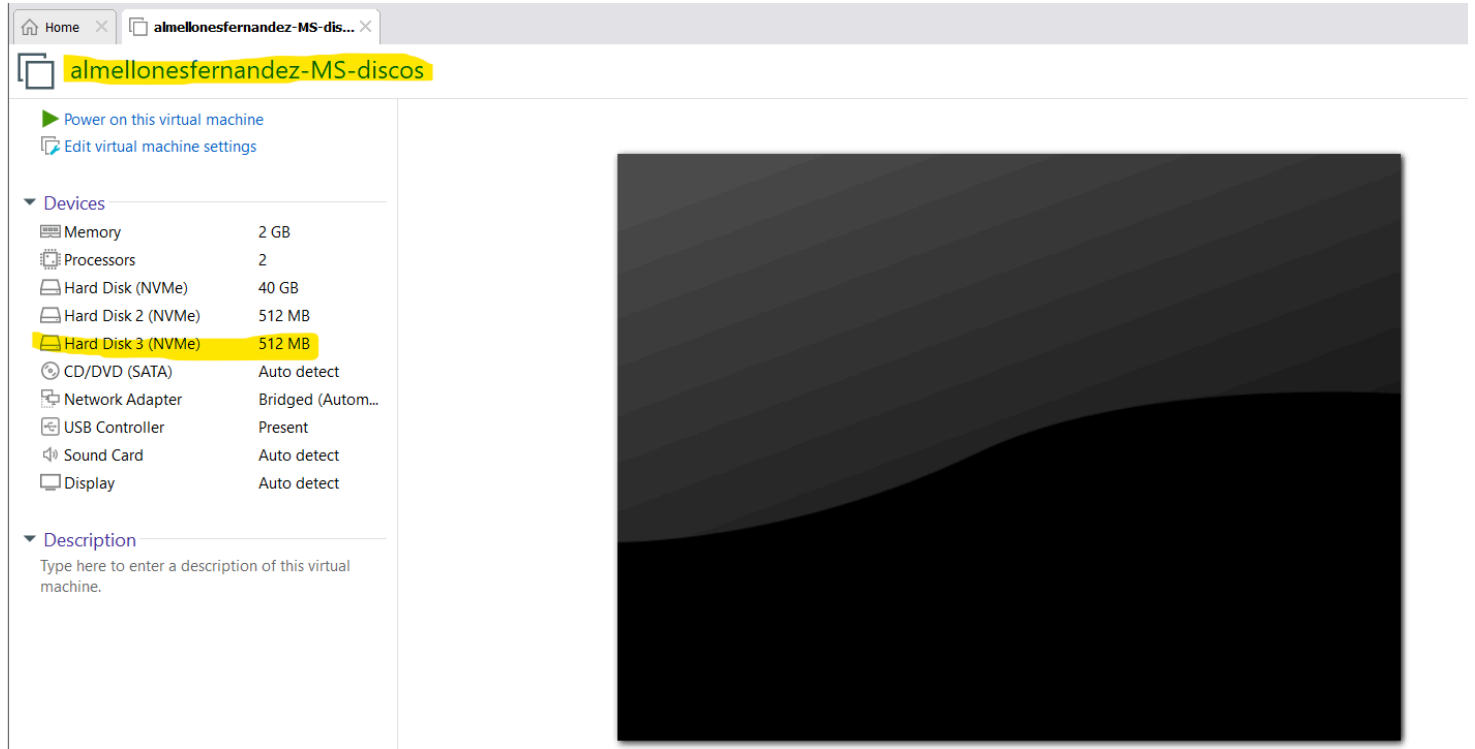 Home
almellonesfernandez-MS-dis...
almellonesfernandez-MS-discos
Power on this virtual machine
Edit virtual machine settings
Devices
Memory 2 GB
Processors 2
Hard Disk (NVMe) 40 GB
Hard Disk 2 (NVMe) 512 MB
Hard Disk 3 (NVMe) 512 MB
CD/DVD (SATA) Auto detect
Network Adapter Bridged (Autom...
USB Controller Present
Sound Card Auto detect
Display Auto detect
Description
Type here to enter a description of this virtual
machine.